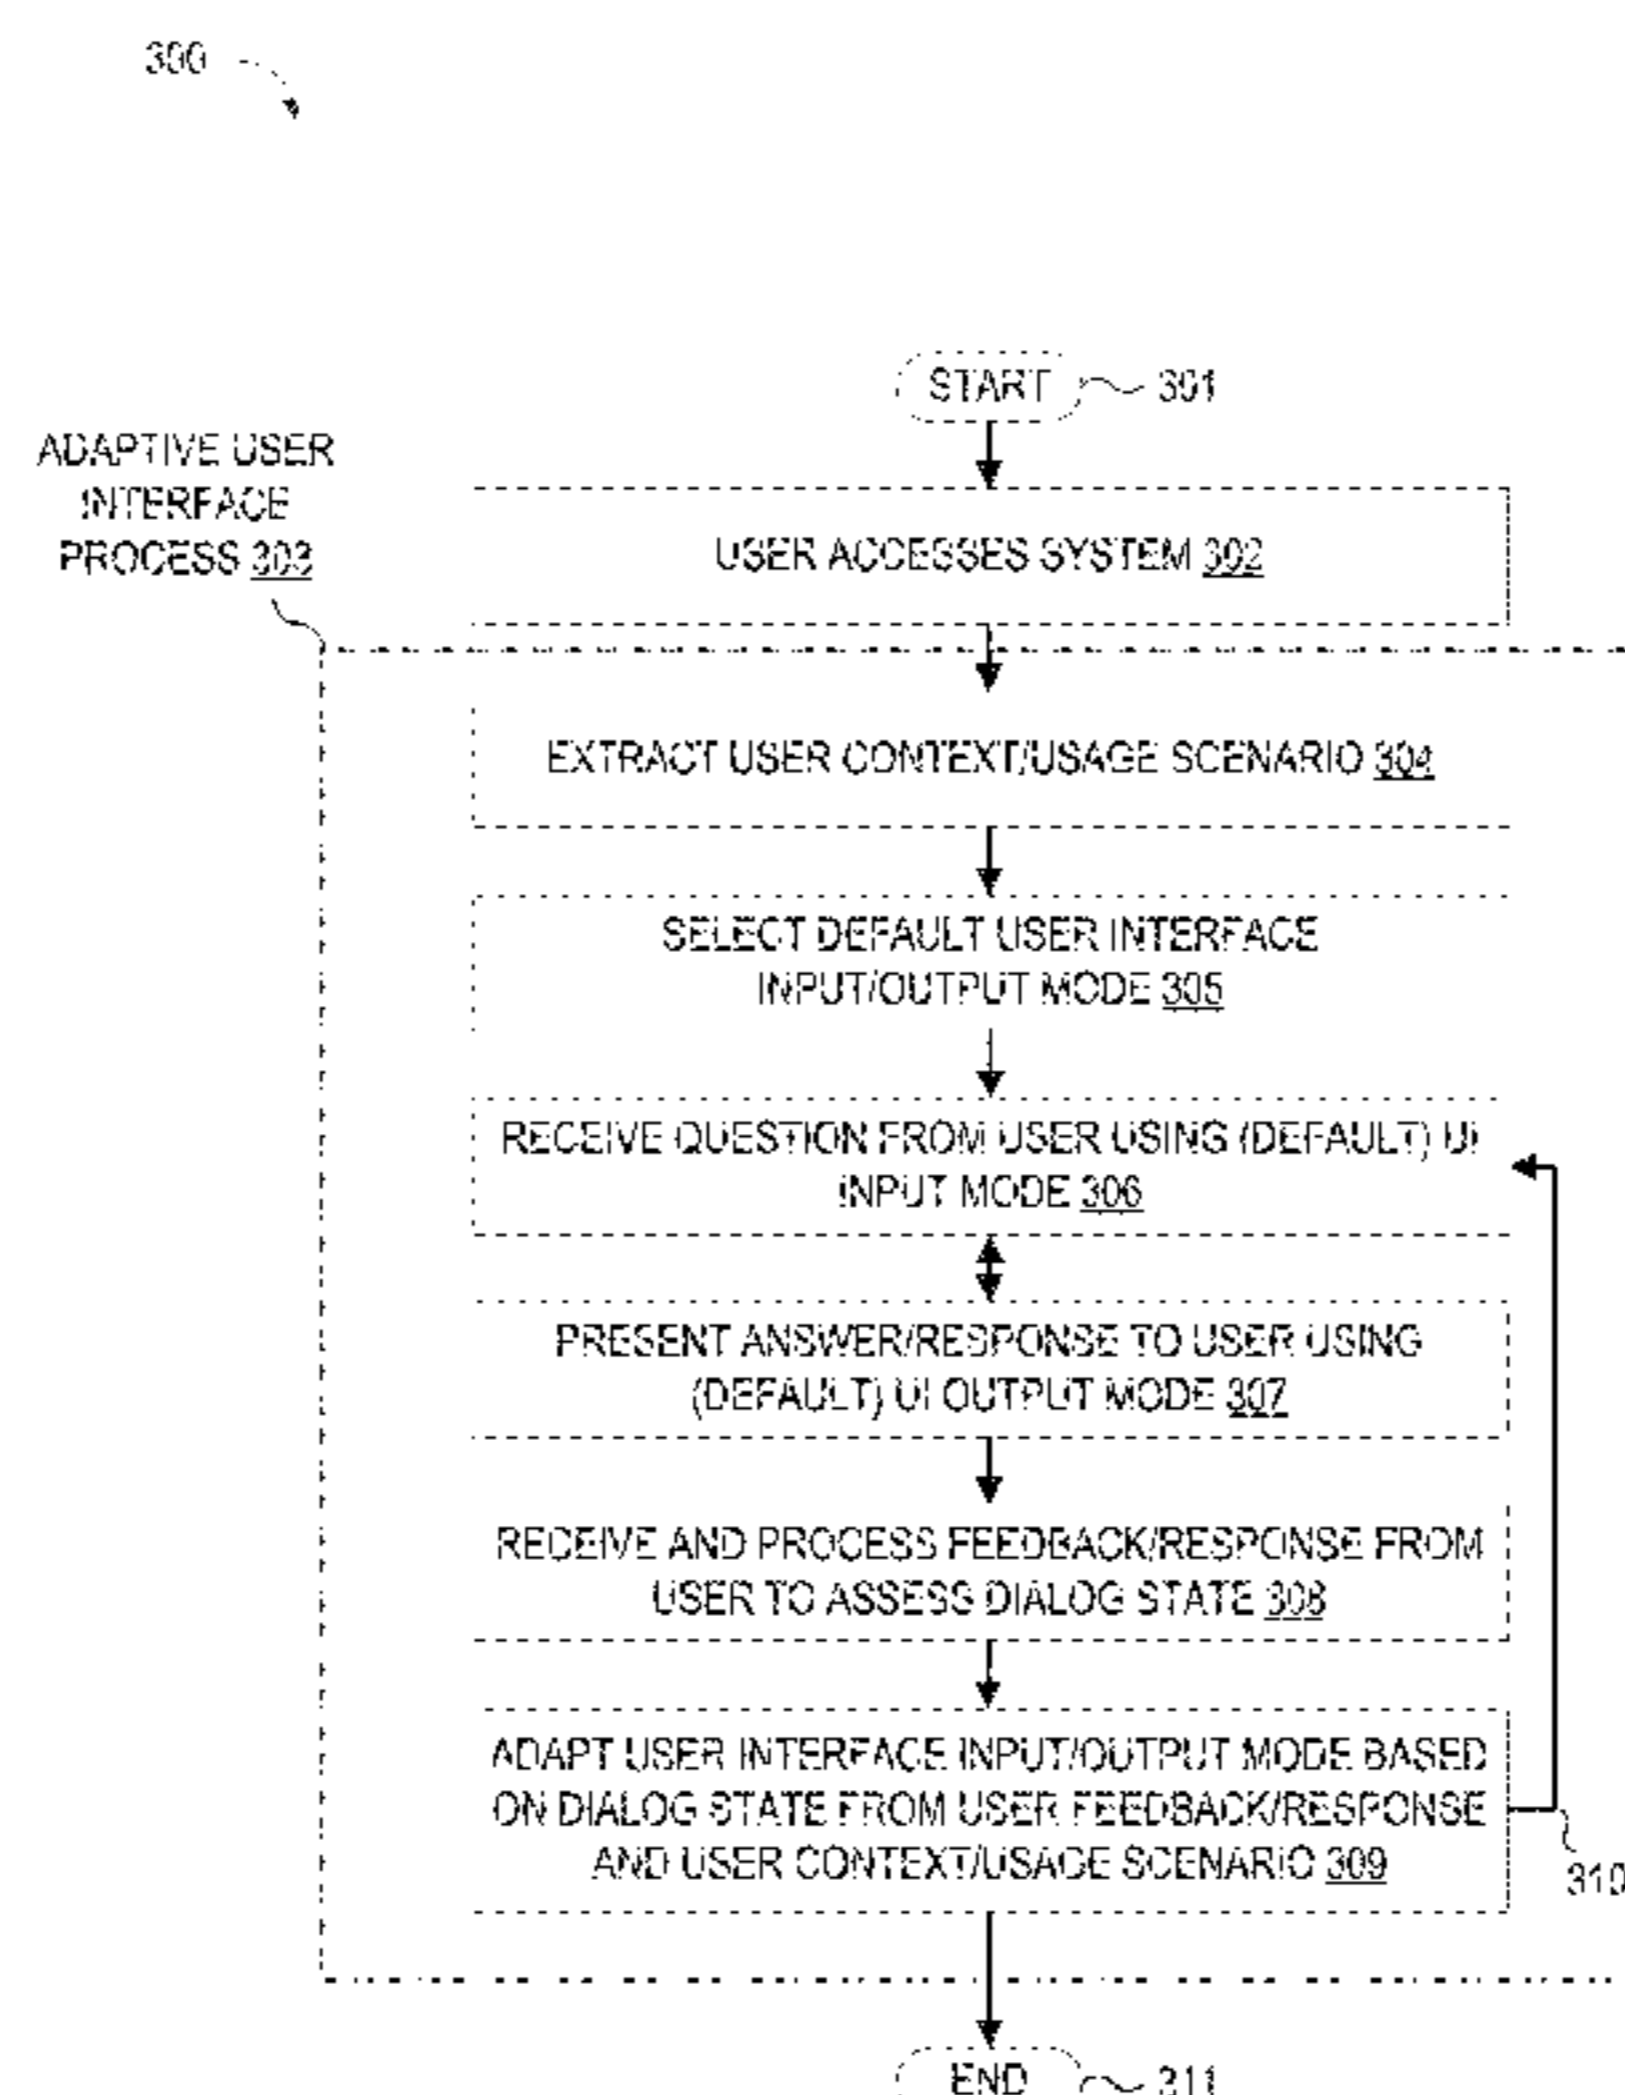 300
START 301
ADAPTIVE USER
INTERFACE
PROCESS 303
USER ACCESSES SYSTEM 302
EXTRACT USER CONTEXT/USAGE SCENARIO 304
SELECT DEFAULT USER INTERFACE
INPUT/OUTPUT MODE 305
RECEIVE QUESTION FROM USER USING (DEFAULT) UI
INPUT MODE 306
PRESENT ANSWER/RESPONSE TO USER USING
(DEFAULT) UI OUTPUT MODE 307
RECEIVE AND PROCESS FEEDBACK/RESPONSE FROM
USER TO ASSESS DIALOG STATE 308
ADAPT USER INTERFACE INPUT/OUTPUT MODE BASED
ON DIALOG STATE FROM USER FEEDBACK/RESPONSE
AND USER CONTEXT/USAGE SCENARIO 309
310
END 311